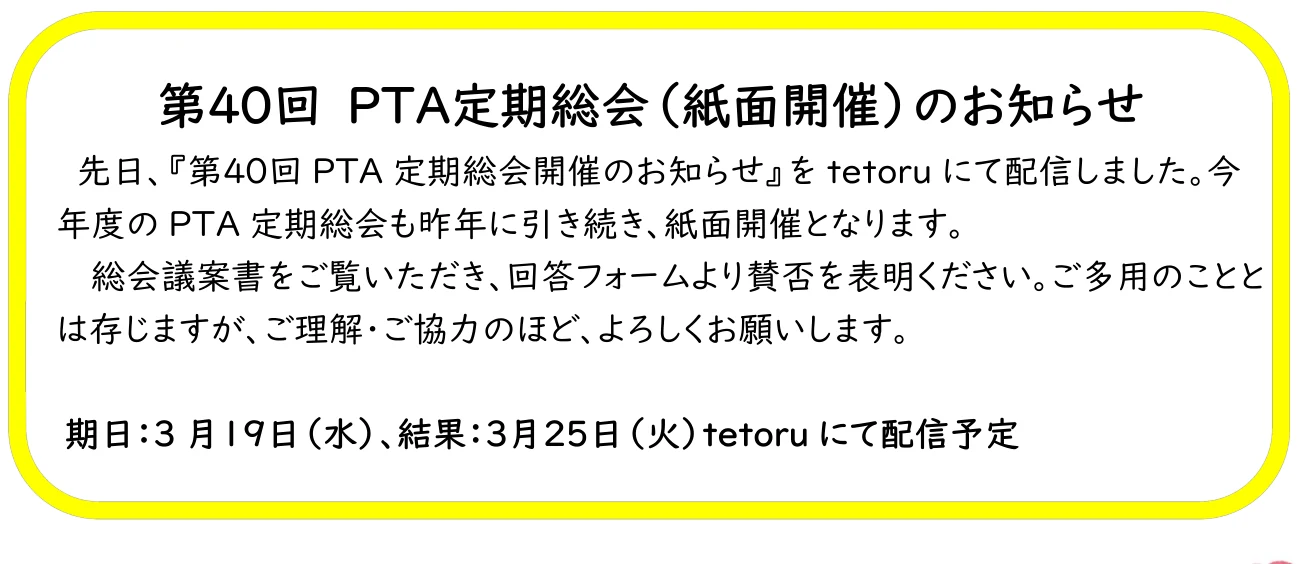 第40回 PTA定期総会(紙面開催)のお知らせ
先日、『第40回 PTA 定期総会開催のお知らせ』を tetoru にて配信しました。今
年度の PTA 定期総会も昨年に引き続き、紙面開催となります。
総会議案書をご覧いただき、回答フォームより賛否を表明ください。ご多用のことと
は存じますが、ご理解・ご協力のほど、よろしくお願いします。
期日:3 月19日(水)、結果:3月25日(火)tetoru にて配信予定